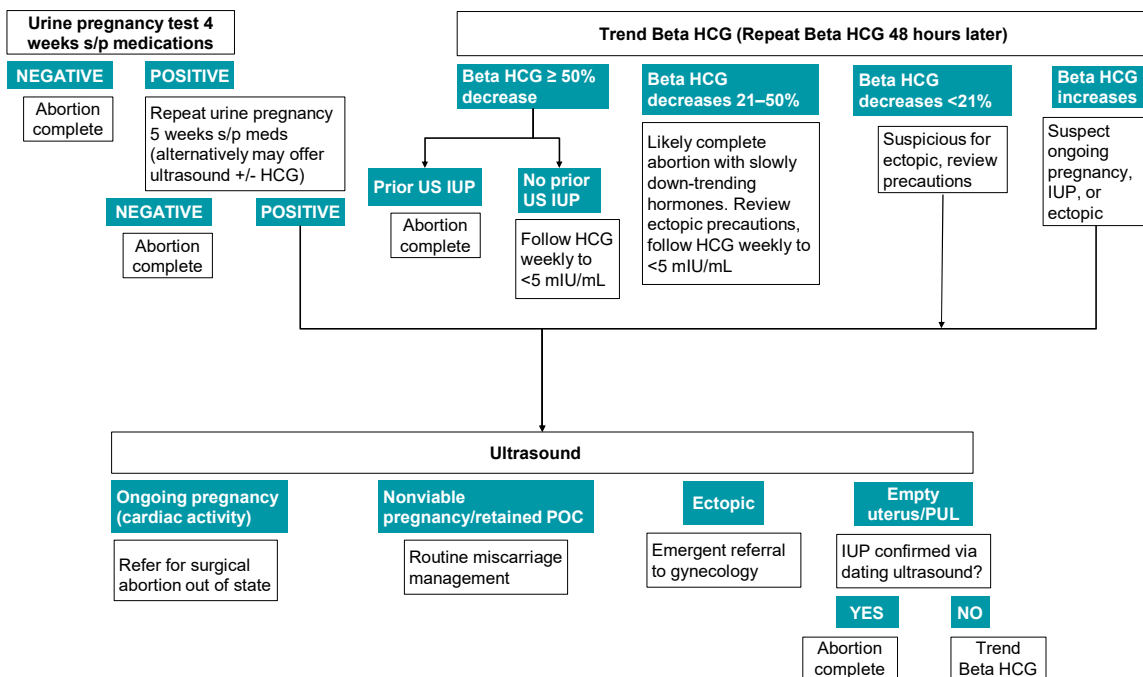 Urine pregnancy test 4
weeks s/p medications
NEGATIVE
Abortion
complete
POSITIVE
Repeat urine pregnancy
5 weeks s/p meds
(alternatively may offer
ultrasound +/- HCG)
NEGATIVE
Abortion
complete
POSITIVE
Trend Beta HCG (Repeat Beta HCG 48 hours later)
Beta HCG ≥ 50%
decrease
Prior US IUP
Abortion
complete
No prior
US IUP
Follow HCG
weekly to
<5 mIU/mL
Beta HCG
decreases 21–50%
Likely complete
abortion with slowly
down-trending
hormones. Review
ectopic precautions,
follow HCG weekly to
<5 mIU/mL
Beta HCG
decreases <21%
Suspicious for
ectopic, review
precautions
Beta HCG
increases
Suspect
ongoing
pregnancy,
IUP, or
ectopic
Ultrasound
Ongoing pregnancy
(cardiac activity)
Refer for surgical
abortion out of state
Nonviable
pregnancy/retained POC
Routine miscarriage
management
Ectopic
Emergent referral
to gynecology
Empty
uterus/PUL
IUP confirmed via
dating ultrasound?
YES
Abortion
complete
NO
Trend
Beta HCG